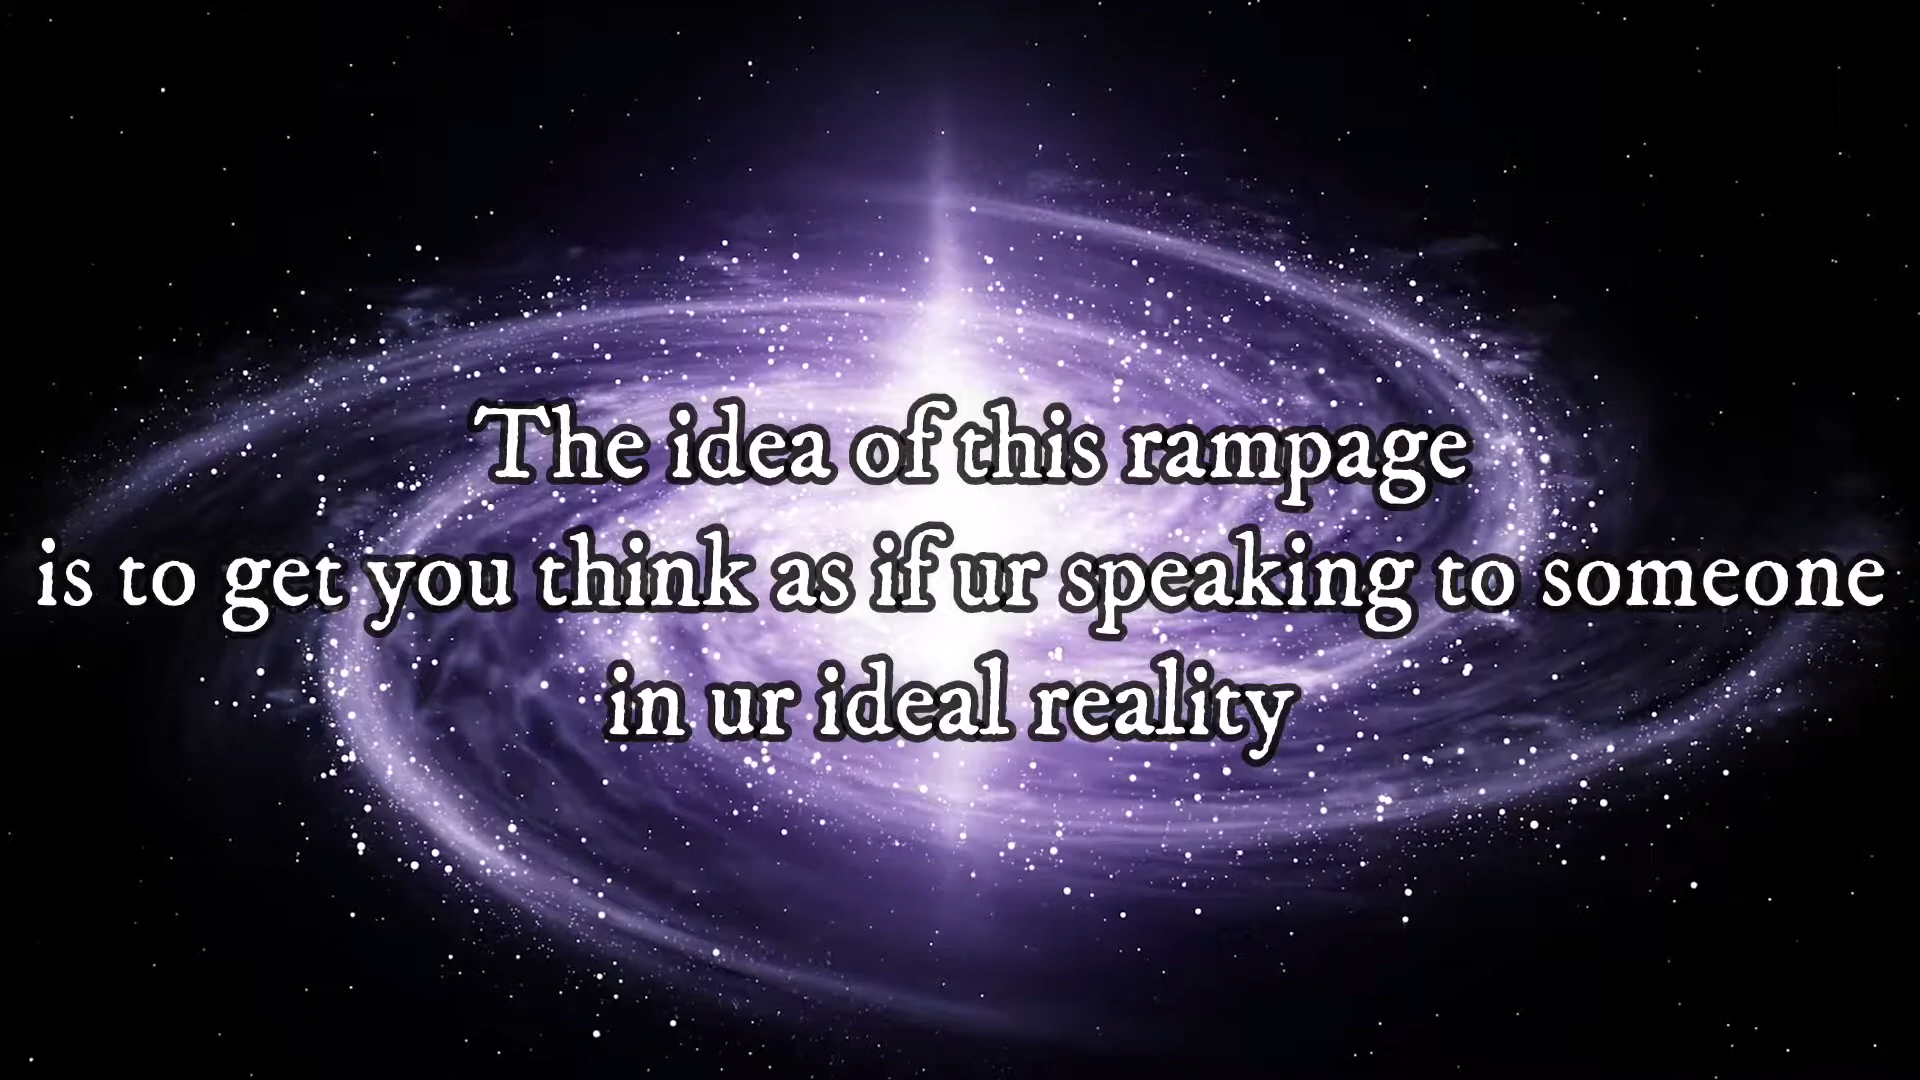 The idea of this rampage
is to get you think as if ur speaking to someone
in ur ideal reality